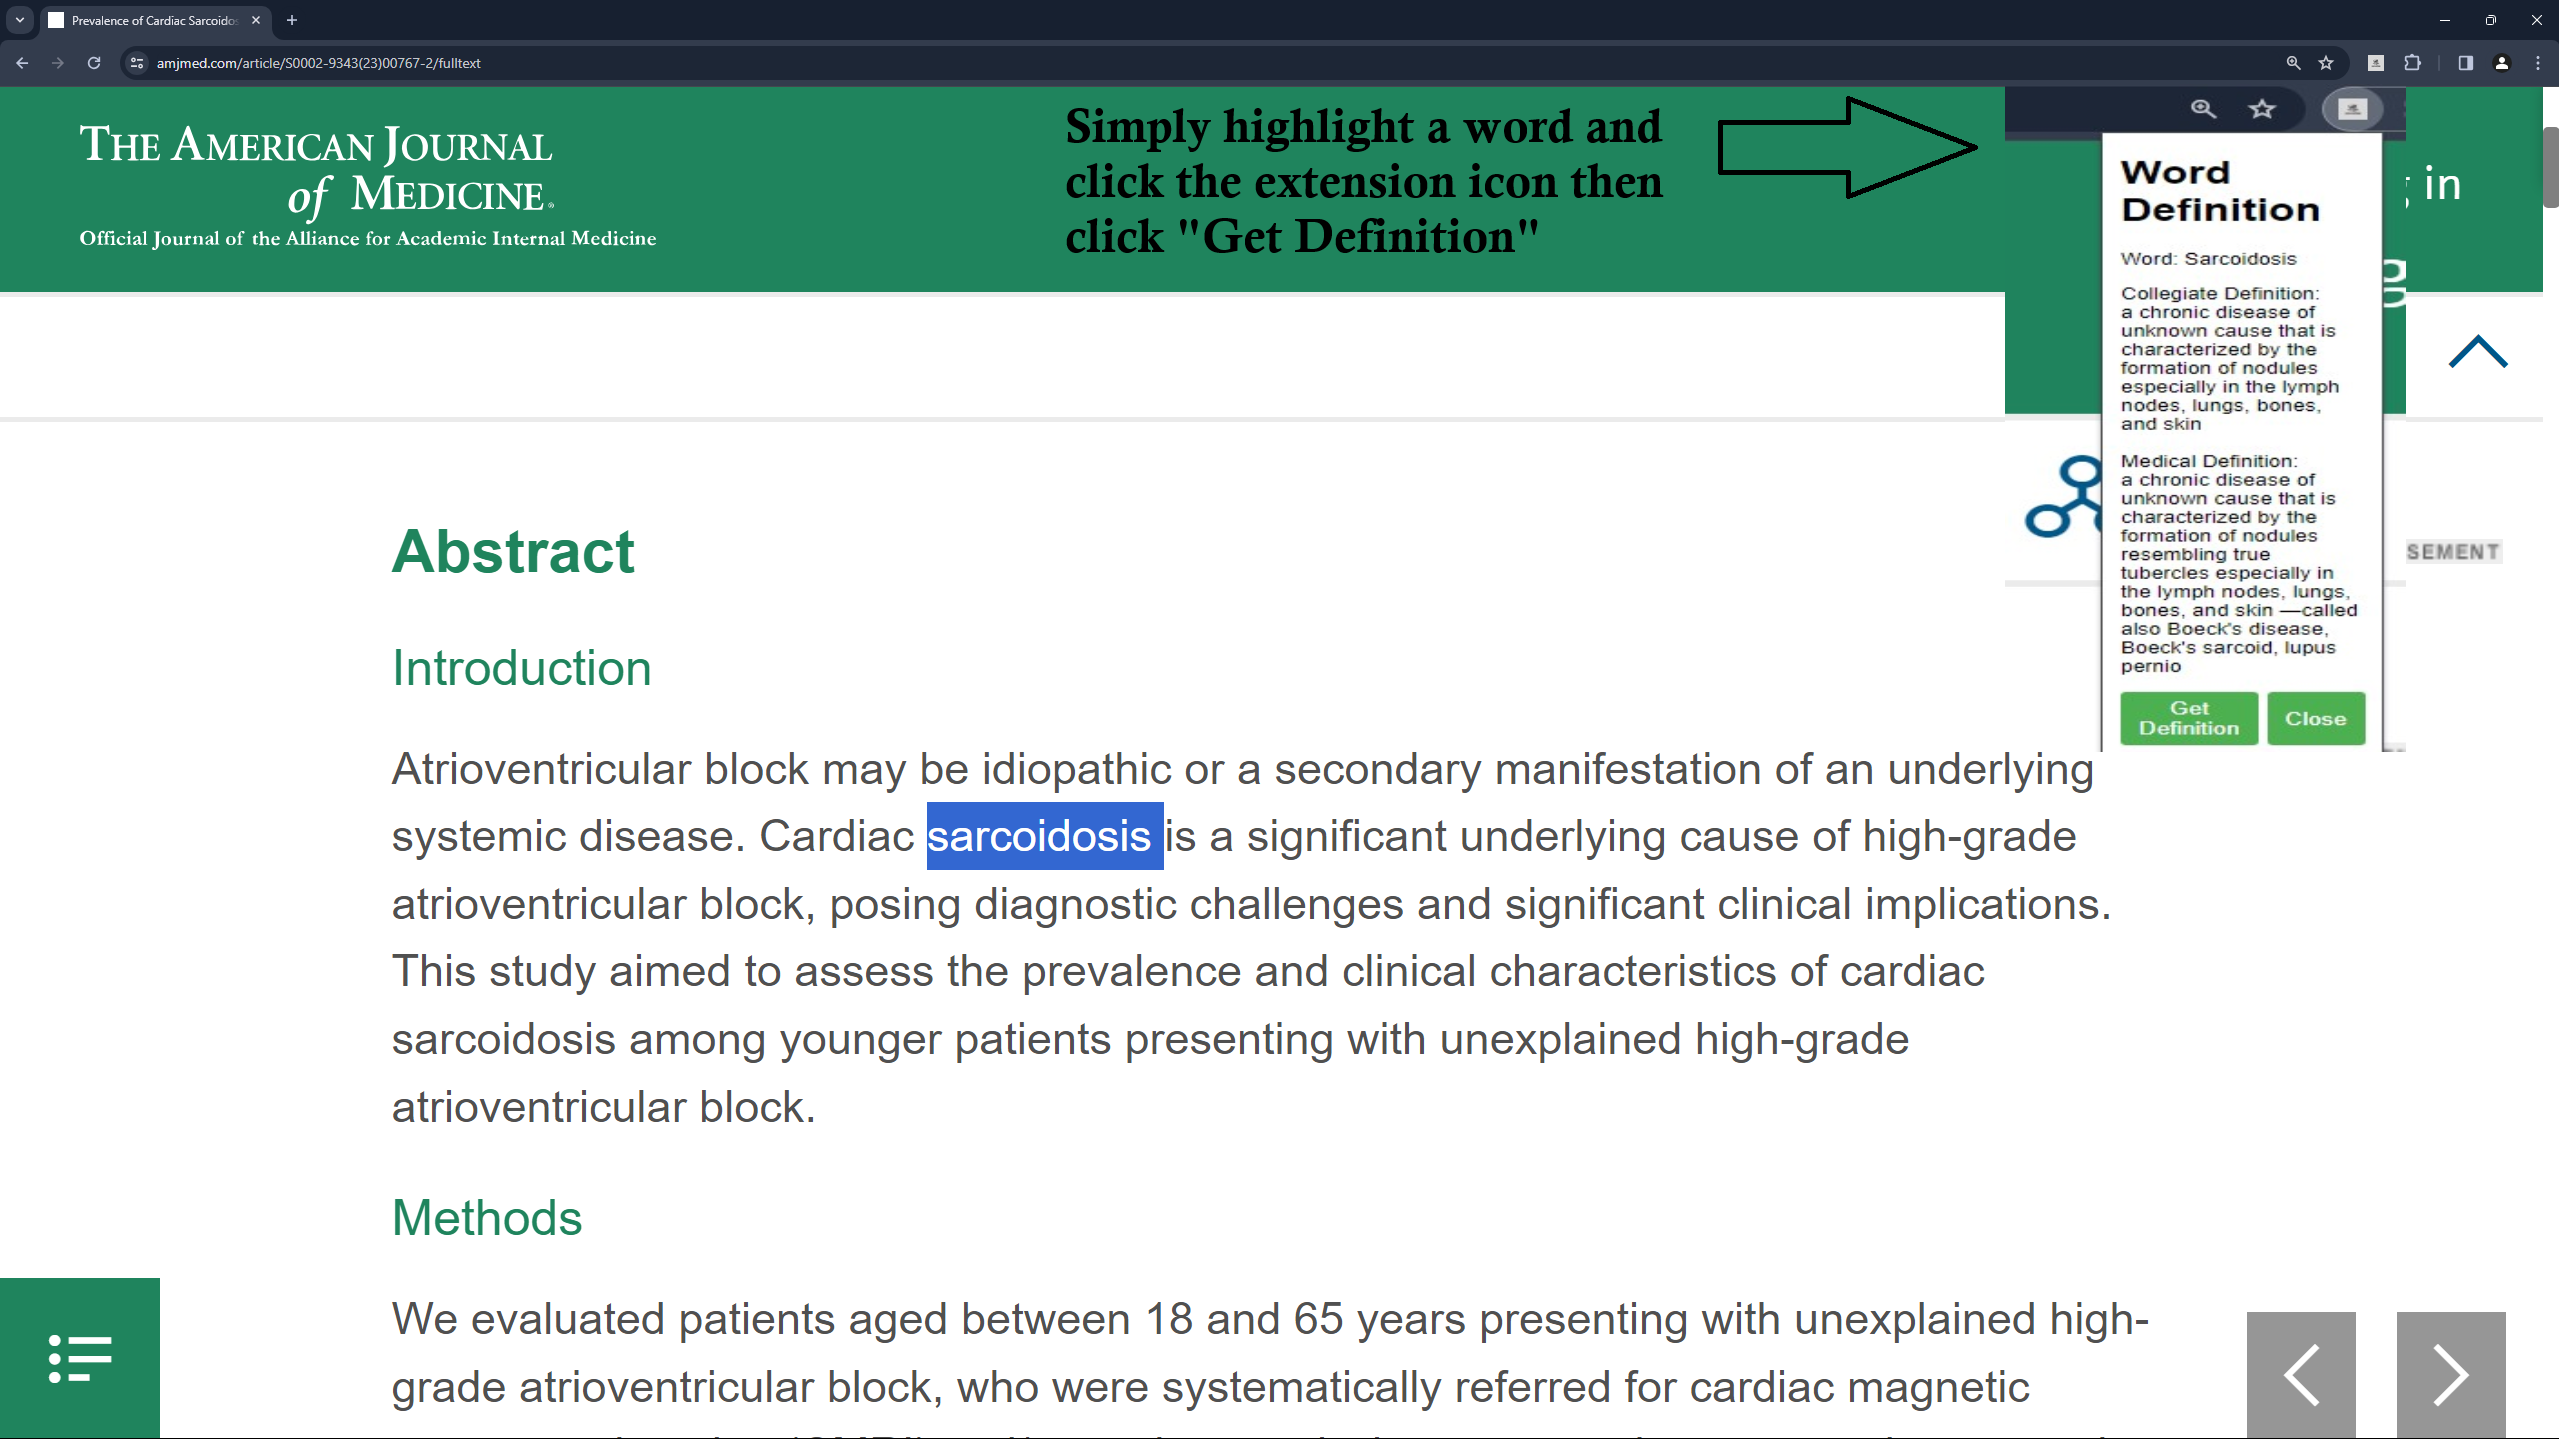 Prevalence of Cardiac Sarcoido
amjmed.com/article/S0002-9343(23)00767-2/fulltext
THE AMERICAN JOURNAL
of MEDICINE®
Official Journal of the Alliance for Academic Internal Medicine
Simply highlight a word and
click the extension icon then
click "Get Definition"
in
Word
Definition
Word: Sarcoidosis
Collegiate Definition:
a chronic disease of
unknown cause that is
characterized by the
formation of nodules
especially in the lymph
nodes, lungs, bones,
and skin
Medical Definition:
a chronic disease of
unknown cause that is
characterized by the
formation of nodules
resembling true
tubercles especially in
the lymph nodes, lungs,
bones, and skin —called
also Boeck's disease,
Boeck's sarcoid, lupus
pernio
Get
Definition
Close
SEMENT
Abstract
Introduction
Atrioventricular block may be idiopathic or a secondary manifestation of an underlying
systemic disease. Cardiac sarcoidosis is a significant underlying cause of high-grade
atrioventricular block, posing diagnostic challenges and significant clinical implications.
This study aimed to assess the prevalence and clinical characteristics of cardiac
sarcoidosis among younger patients presenting with unexplained high-grade
atrioventricular block.
Methods
We evaluated patients aged between 18 and 65 years presenting with unexplained high-
grade atrioventricular block, who were systematically referred for cardiac magnetic